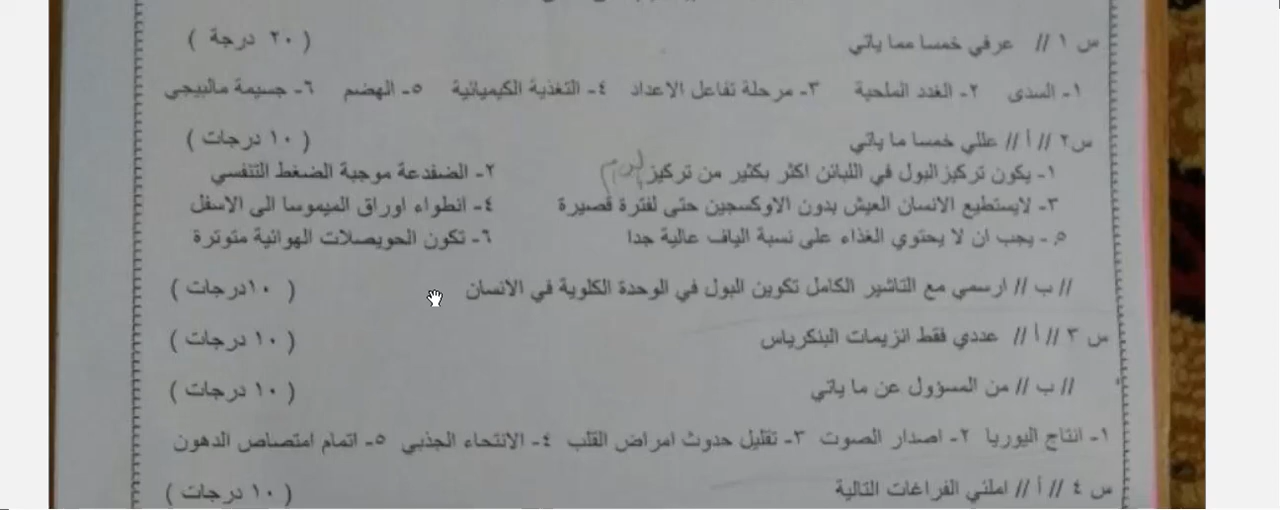 س ١ // عرفي خمسا مما ياتي ( ٢٠ درجة )
١- السدى ٢- الغدد الملحية ٣- مرحلة تفاعل الاعداد ٤- التغذية الكيميائية ٥- الهضم ٦- جسيمة مالبيجي
س٢ // أ // عللي خمسا ما ياتي ( ١٠ درجات )
١- يكون تركيز البول في اللبائن اكثر بكثير من تركيز الدم ٢- الضفدعة موجبة الضغط التنفسي
٣- لايستطيع الانسان العيش بدون الاوكسجين حتى لفترة قصيرة ٤- انطواء اوراق الميموسا الى الاسفل
٥- يجب ان لا يحتوي الغذاء على نسبة الياف عالية جدا ٦- تكون الحويصلات الهوائية متوترة
// ب // ارسمي مع التاشير الكامل تكوين البول في الوحدة الكلوية في الانسان ( ١٠درجات )
س ٣ // أ // عددي فقط انزيمات البنكرياس ( ١٠ درجات )
// ب // من المسؤول عن ما ياتي ( ١٠ درجات )
١- انتاج اليوريا ٢- اصدار الصوت ٣- تقليل حدوث امراض القلب ٤- الانتحاء الجذبي ٥- اتمام امتصاص الدهون
س ٤ // أ // املئي الفراغات التالية ( ١٠ درجات )